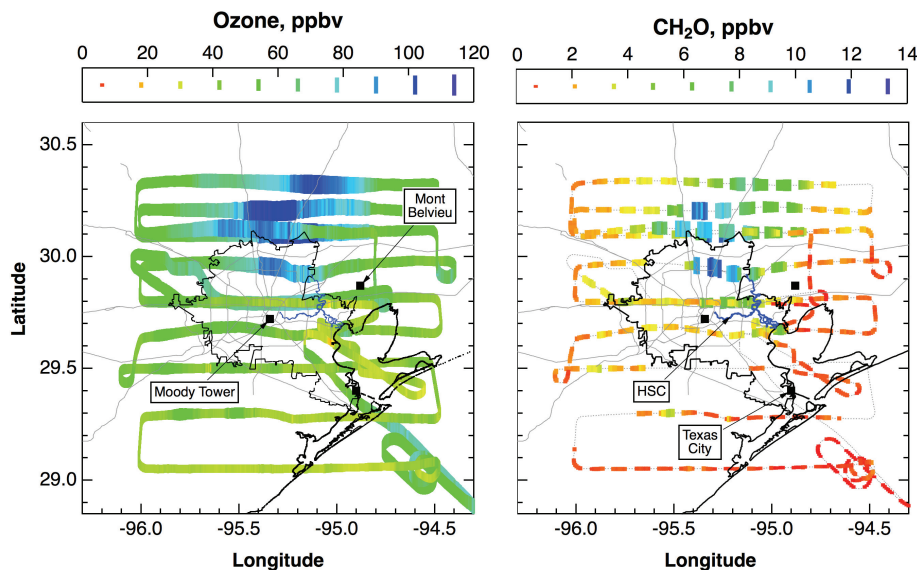 Ozone, ppbv
0 20 40 60 80 100 120
CH₂O, ppbv
0 2 4 6 8 10 12 14
30.5
30.0
29.5
29.0
Latitude
Mont
Belvieu
Moody Tower
HSC
Texas
City
-96.0 -95.5 -95.0 -94.5
Longitude
-96.0 -95.5 -95.0 -94.5
Longitude